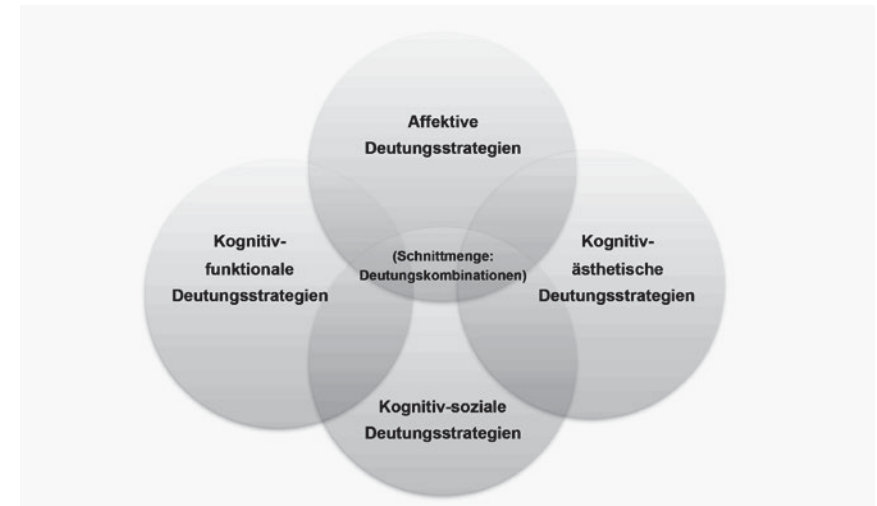 Affektive
Deutungsstrategien
Kognitiv-
funktionale
Deutungsstrategien
(Schnittmenge:
Deutungskombinationen)
Kognitiv-
ästhetische
Deutungsstrategien
Kognitiv-soziale
Deutungsstrategien